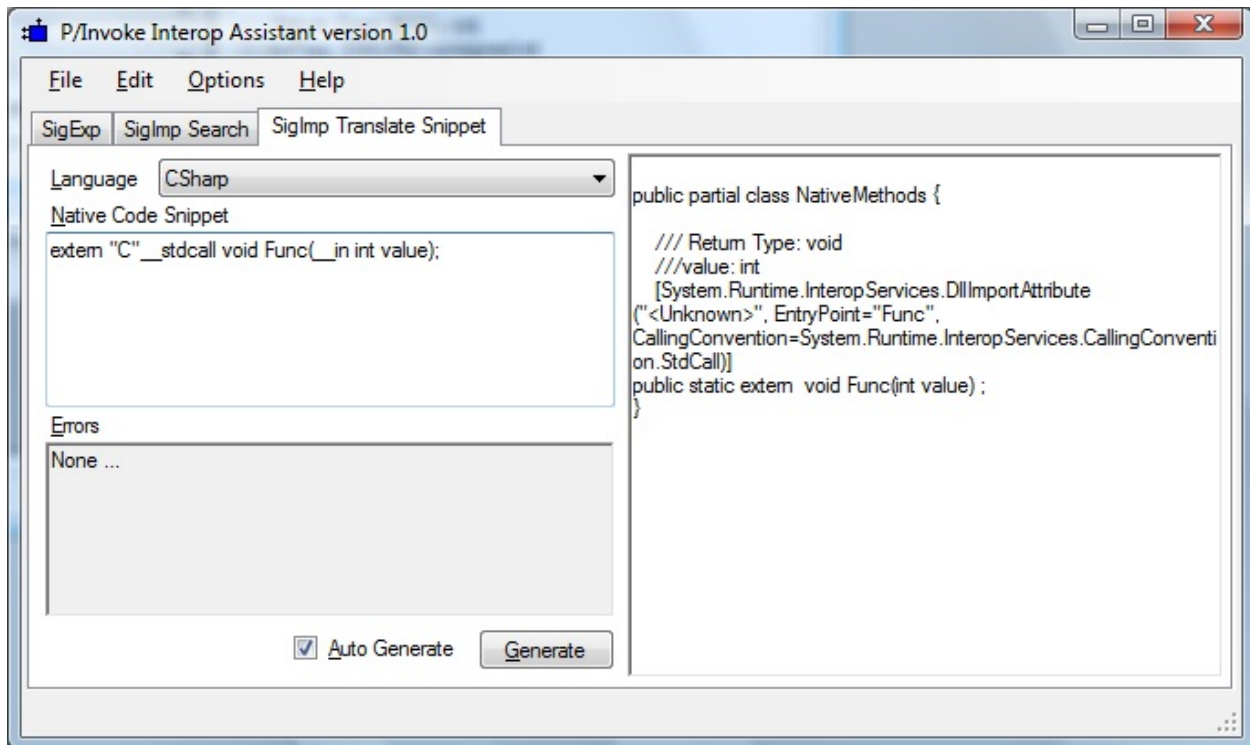 P/Invoke Interop Assistant version 1.0
File Edit Options Help
SigExp SigImp Search SigImp Translate Snippet
Language CSharp
Native Code Snippet
extern "C"__stdcall void Func(__in int value);
Errors
None ...
Auto Generate Generate
public partial class NativeMethods {
/// Return Type: void
///value: int
[System.Runtime.InteropServices.DllImportAttribute
("<Unknown>", EntryPoint="Func",
CallingConvention=System.Runtime.InteropServices.CallingConventi
on.StdCall)]
public static extern  void Func(int value) ;
}